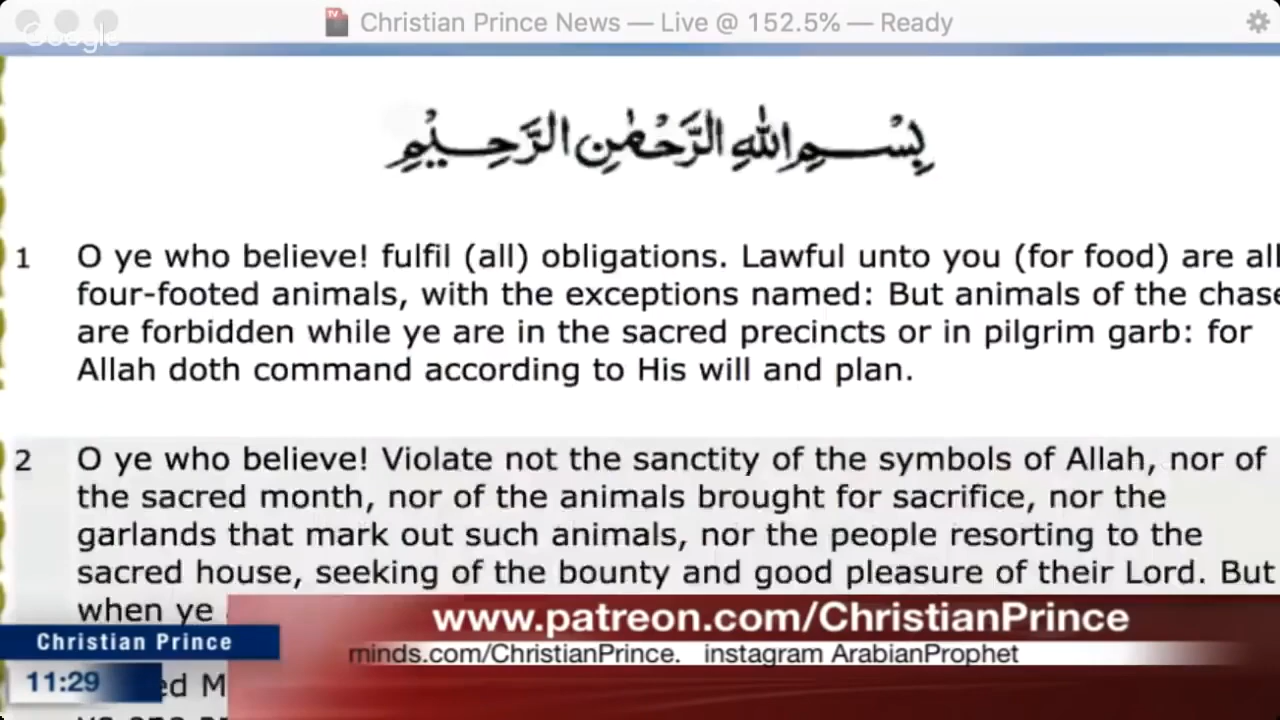 Christian Prince News — Live @ 152.5% — Ready
Google
بِسْمِ اللهِ الرَّحْمٰنِ الرَّحِيْمِ
1 O ye who believe! fulfil (all) obligations. Lawful unto you (for food) are all
four-footed animals, with the exceptions named: But animals of the chase
are forbidden while ye are in the sacred precincts or in pilgrim garb: for
Allah doth command according to His will and plan.
2 O ye who believe! Violate not the sanctity of the symbols of Allah, nor of
the sacred month, nor of the animals brought for sacrifice, nor the
garlands that mark out such animals, nor the people resorting to the
sacred house, seeking of the bounty and good pleasure of their Lord. But
when ye
www.patreon.com/ChristianPrince
Christian Prince
minds.com/ChristianPrince. instagram ArabianProphet
11:29
ed M